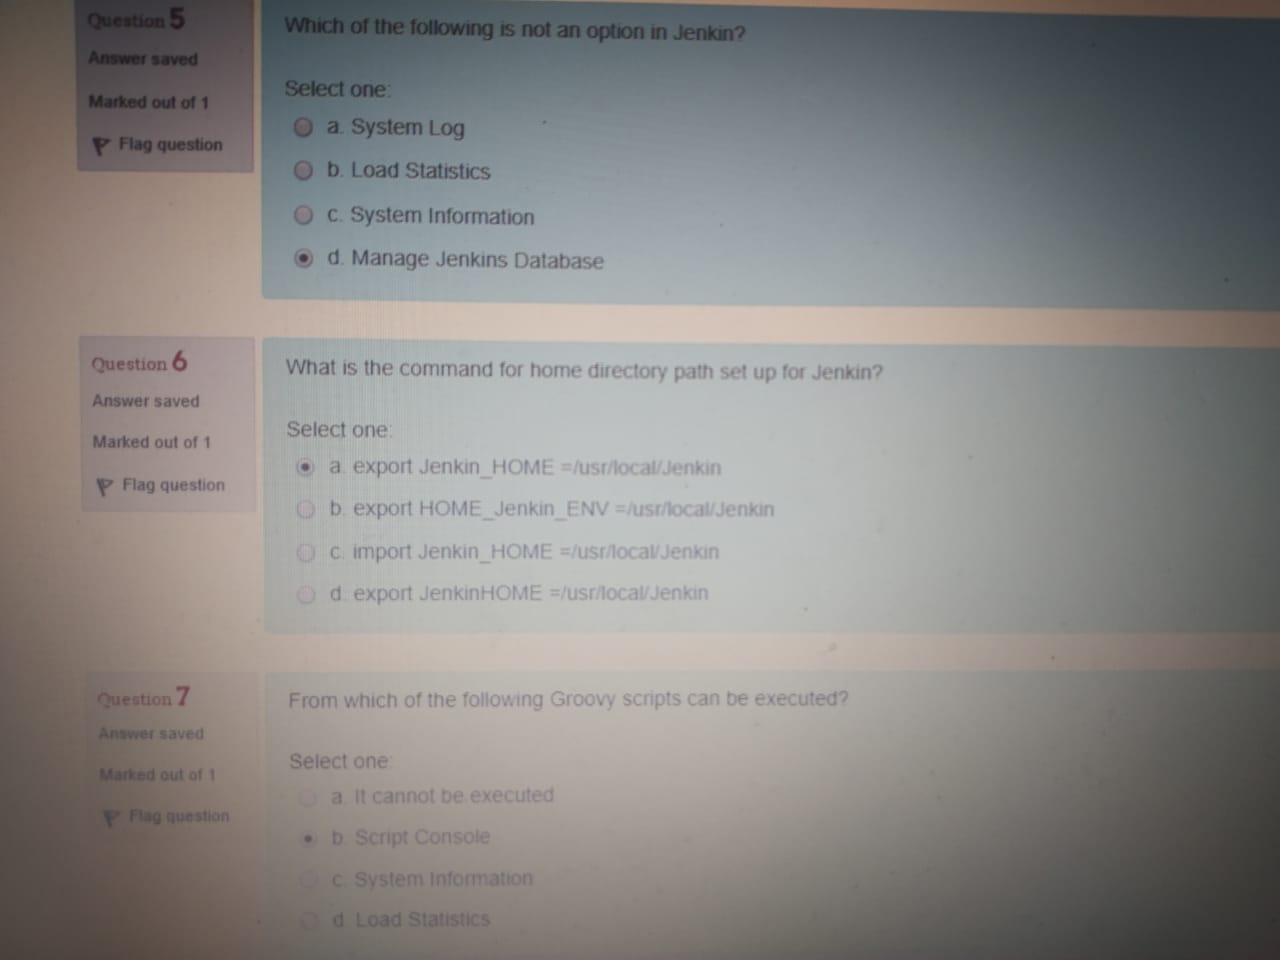 Question 5
Answer saved
Marked out of 1
Flag question
Which of the following is not an option in Jenkin?
Select one:
a. System Log
b. Load Statistics
c. System Information
d. Manage Jenkins Database
Question 6
Answer saved
Marked out of 1
Flag question
What is the command for home directory path set up for Jenkin?
Select one:
a. export Jenkin_HOME =/usr/local/Jenkin
b. export HOME_Jenkin_ENV =/usr/local/Jenkin
c. import Jenkin_HOME =/usr/local/Jenkin
d. export JenkinHOME =/usr/local/Jenkin
Question 7
Answer saved
Marked out of 1
Flag question
From which of the following Groovy scripts can be executed?
Select one:
a. It cannot be executed
b. Script Console
c. System Information
d. Load Statistics